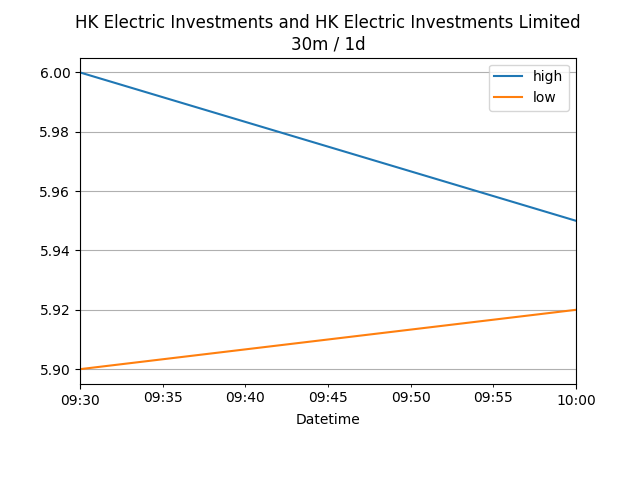 HK Electric Investments and HK Electric Investments Limited
30m / 1d
high
low
6.00
5.98
5.96
5.94
5.92
5.90
09:30 09:35 09:40 09:45 09:50 09:55 10:00
Datetime